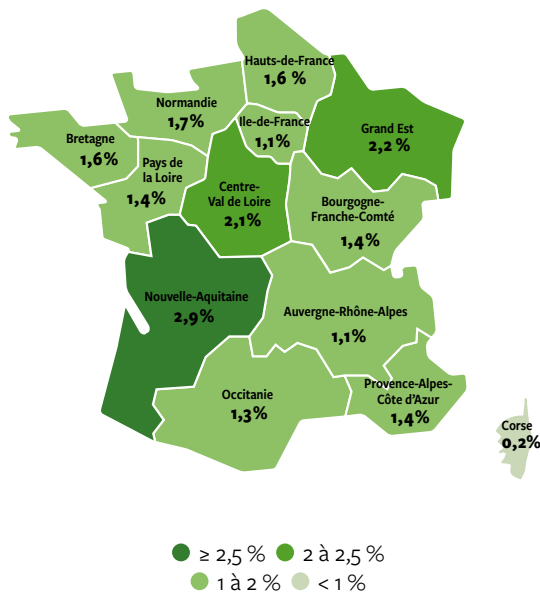 Hauts-de-France
1,6 %
Normandie
1,7%
Ile-de-France
1,1%
Grand Est
2,2 %
Bretagne
1,6%
Pays de
la Loire
1,4%
Centre-
Val de Loire
2,1%
Bourgogne-
Franche-Comté
1,4%
Nouvelle-Aquitaine
2,9%
Auvergne-Rhône-Alpes
1,1%
Occitanie
1,3%
Provence-Alpes-
Côte d’Azur
1,4%
Corse
0,2%
≥ 2,5 % 2 à 2,5 %
1 à 2 % < 1 %